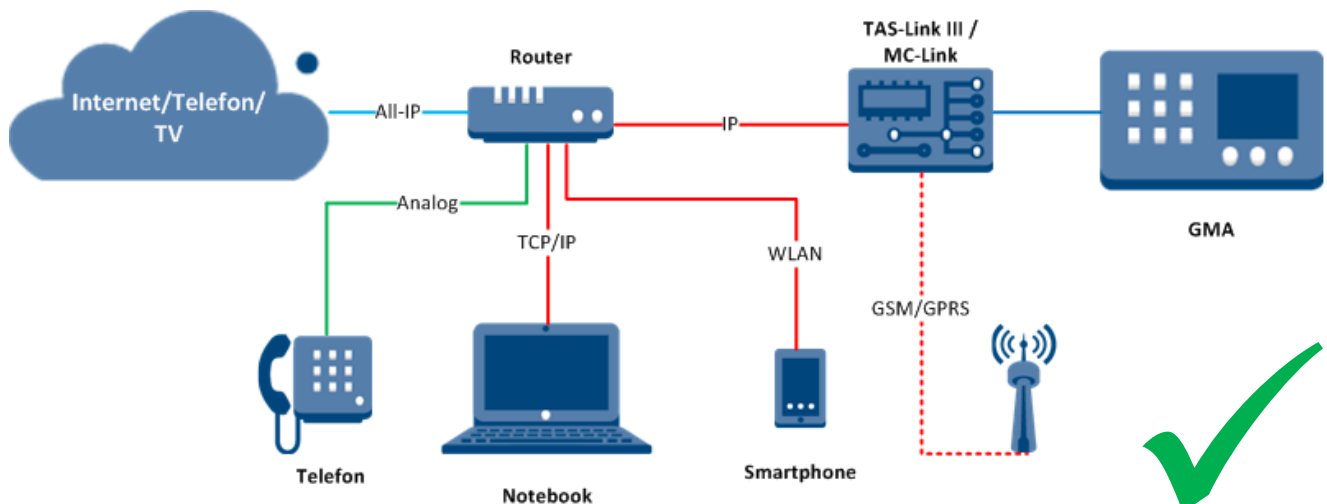 Internet/Telefon/
TV
All-IP
Router
IP
TAS-Link III /
MC-Link
GMA
Analog
TCP/IP
WLAN
GSM/GPRS
Telefon
Notebook
Smartphone